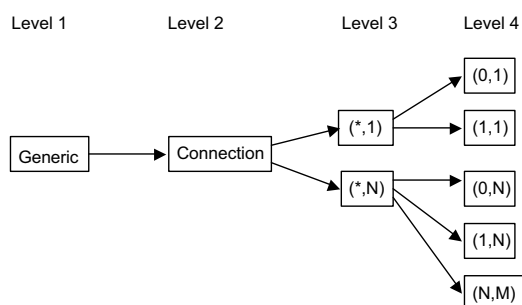 Level 1
Level 2
Level 3
Level 4
Generic
Connection
(*,1)
(*,N)
(0,1)
(1,1)
(0,N)
(1,N)
(N,M)